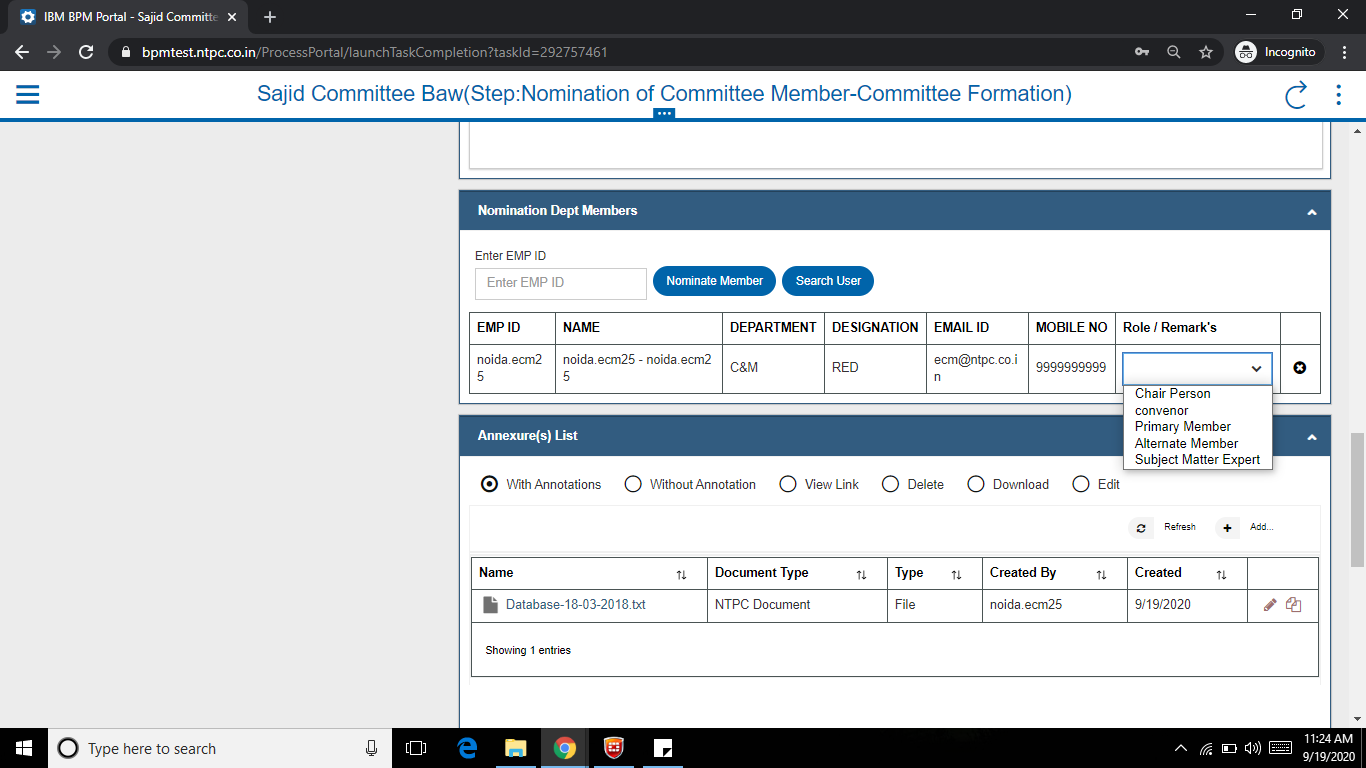 IBM BPM Portal - Sajid Committe
bpmtest.ntpc.co.in/ProcessPortal/launchTaskCompletion?taskId=292757461
Incognito
Sajid Committee Baw(Step:Nomination of Committee Member-Committee Formation)
Nomination Dept Members
Enter EMP ID
Enter EMP ID Nominate Member Search User
EMP ID NAME DEPARTMENT DESIGNATION EMAIL ID MOBILE NO Role / Remark's
noida.ecm2 noida.ecm25 - noida.ecm2 C&M RED ecm@ntpc.co.i 9999999999
5 5 n
Chair Person
convenor
Primary Member
Alternate Member
Subject Matter Expert
Annexure(s) List
With Annotations Without Annotation View Link Delete Download Edit
Refresh Add...
Name Document Type Type Created By Created
Database-18-03-2018.txt NTPC Document File noida.ecm25 9/19/2020
Showing 1 entries
Type here to search
11:24 AM
9/19/2020